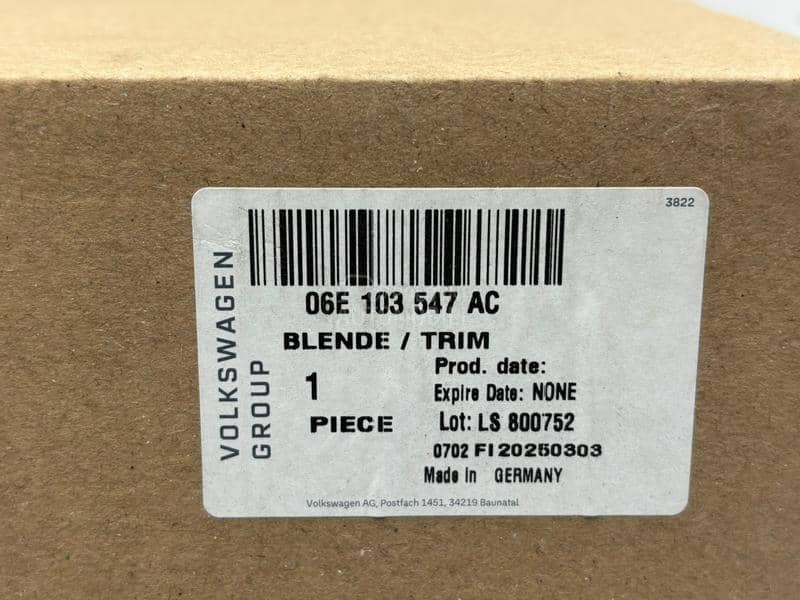 3822
VOLKSWAGEN
GROUP
06E 103 547 AC
BLENDE / TRIM
1
PIECE
Prod. date:
Expire Date: NONE
Lot: LS 800752
0702 FI 20250303
Made in GERMANY
Volkswagen AG, Postfach 1451, 34219 Baunatal